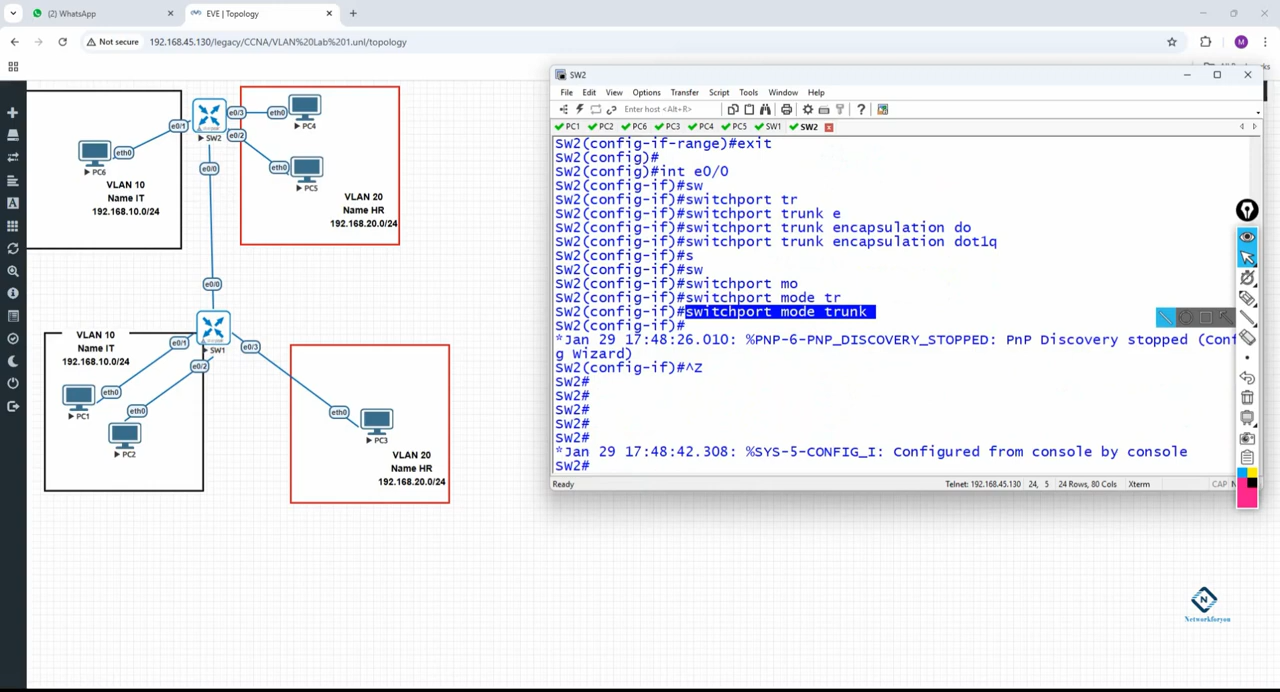 (2) WhatsApp
EVE | Topology
Not secure
192.168.45.130/legacy/CCNA/VLAN%20Lab%201.unl/topology
M
SW2
File Edit View Options Transfer Script Tools Window Help
Enter host <Alt+R>
PC1 PC2 PC6 PC3 PC4 PC5 SW1 SW2
SW2(config-if-range)#exit
SW2(config)#
SW2(config)#int e0/0
SW2(config-if)#sw
SW2(config-if)#switchport tr
SW2(config-if)#switchport trunk e
SW2(config-if)#switchport trunk encapsulation do
SW2(config-if)#switchport trunk encapsulation dot1q
SW2(config-if)#s
SW2(config-if)#sw
SW2(config-if)#switchport mo
SW2(config-if)#switchport mode tr
SW2(config-if)#switchport mode trunk
SW2(config-if)#
*Jan 29 17:48:26.010: %PNP-6-PNP_DISCOVERY_STOPPED: PnP Discovery stopped (Conf
g Wizard)
SW2(config-if)#^Z
SW2#
SW2#
SW2#
SW2#
SW2#
*Jan 29 17:48:42.308: %SYS-5-CONFIG_I: Configured from console by console
SW2#
Ready
Telnet: 192.168.45.130
24, 5
24 Rows, 80 Cols
Xterm
CAP
e0/1
SW2
e0/3
eth0
PC4
e0/2
eth0
PC5
e0/0
eth0
PC6
VLAN 10
Name IT
192.168.10.0/24
VLAN 20
Name HR
192.168.20.0/24
e0/0
VLAN 10
Name IT
192.168.10.0/24
e0/1
SW1
e0/3
e0/2
eth0
PC1
eth0
PC2
eth0
PC3
VLAN 20
Name HR
192.168.20.0/24
N
Networkforyou